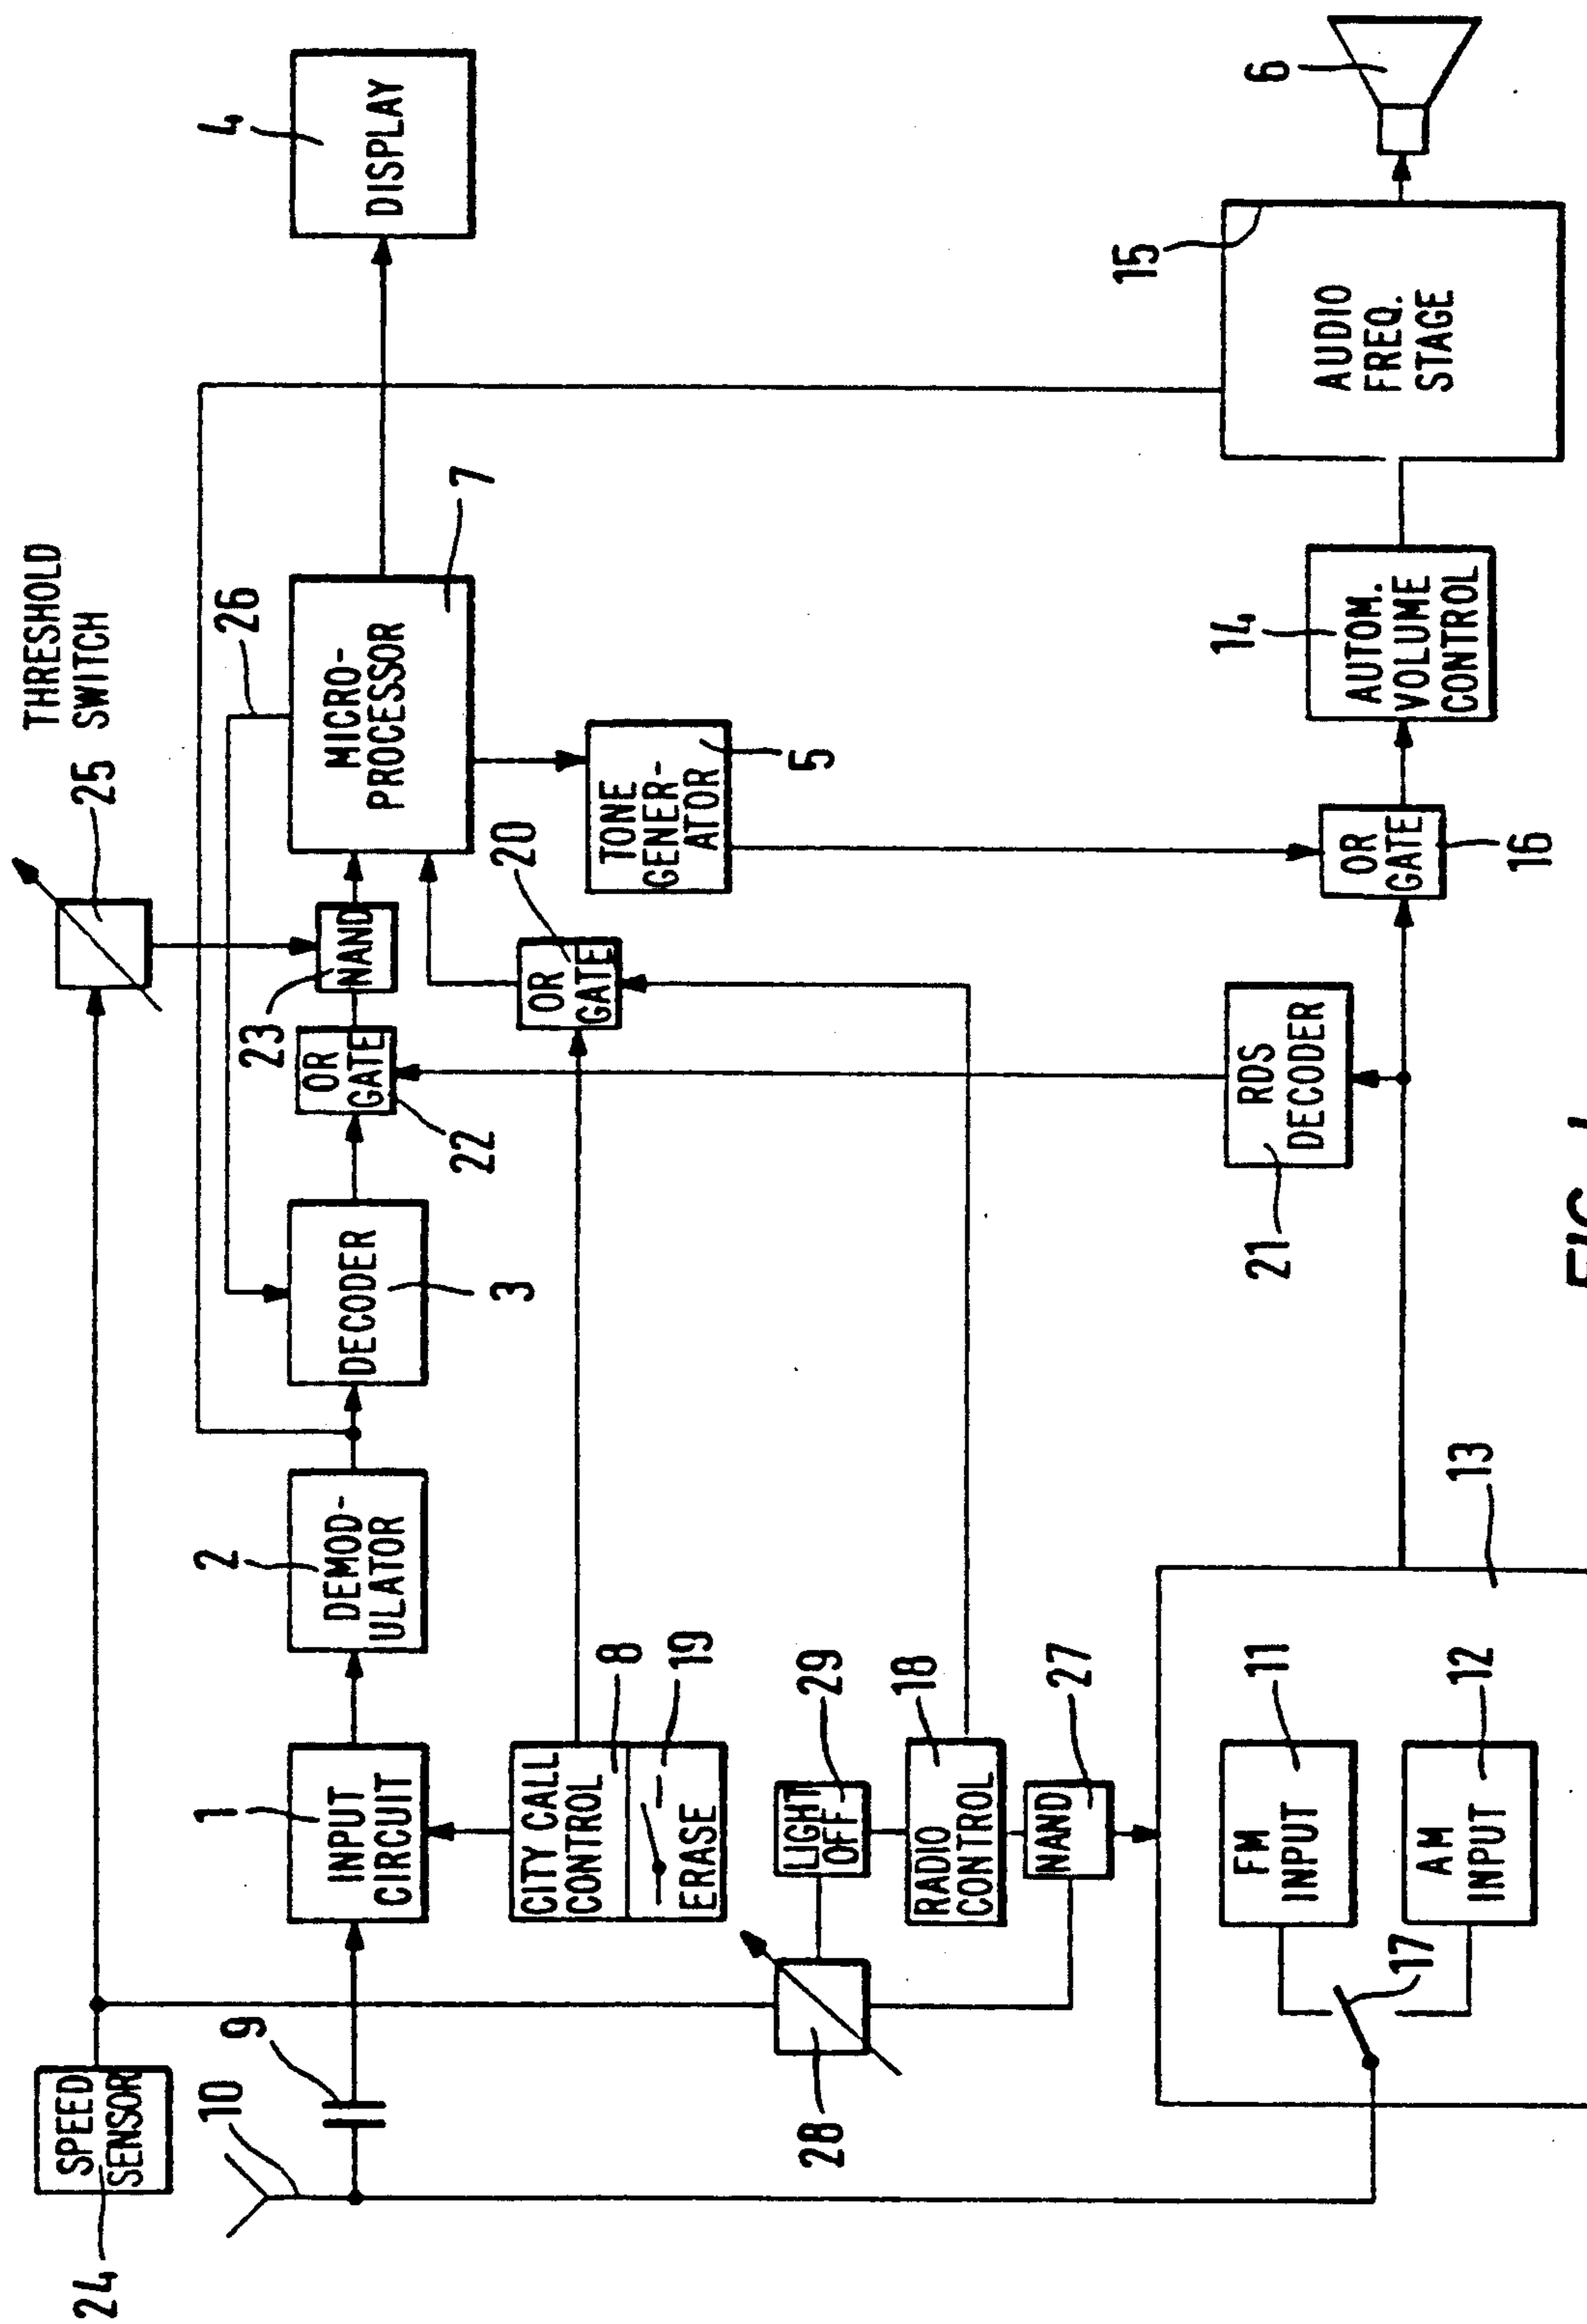 24
SPEED
SENSOR
THRESHOLD
SWITCH
25
26
10
9
1
INPUT
CIRCUIT
2
DEMOD-
ULATOR
DECODER
3
OR
GATE
22
NAND
23
MICRO-
PROCESSOR
7
DISPLAY
4
CITY CALL
CONTROL
8
ERASE
19
OR
GATE
20
TONE
GENER-
ATOR
5
28
LIGHT
OFF
29
RADIO
CONTROL
18
NAND
27
FM
INPUT
11
AM
INPUT
12
17
13
RDS
DECODER
21
OR
GATE
16
AUTOM.
VOLUME
CONTROL
14
AUDIO
FREQ.
STAGE
15
6